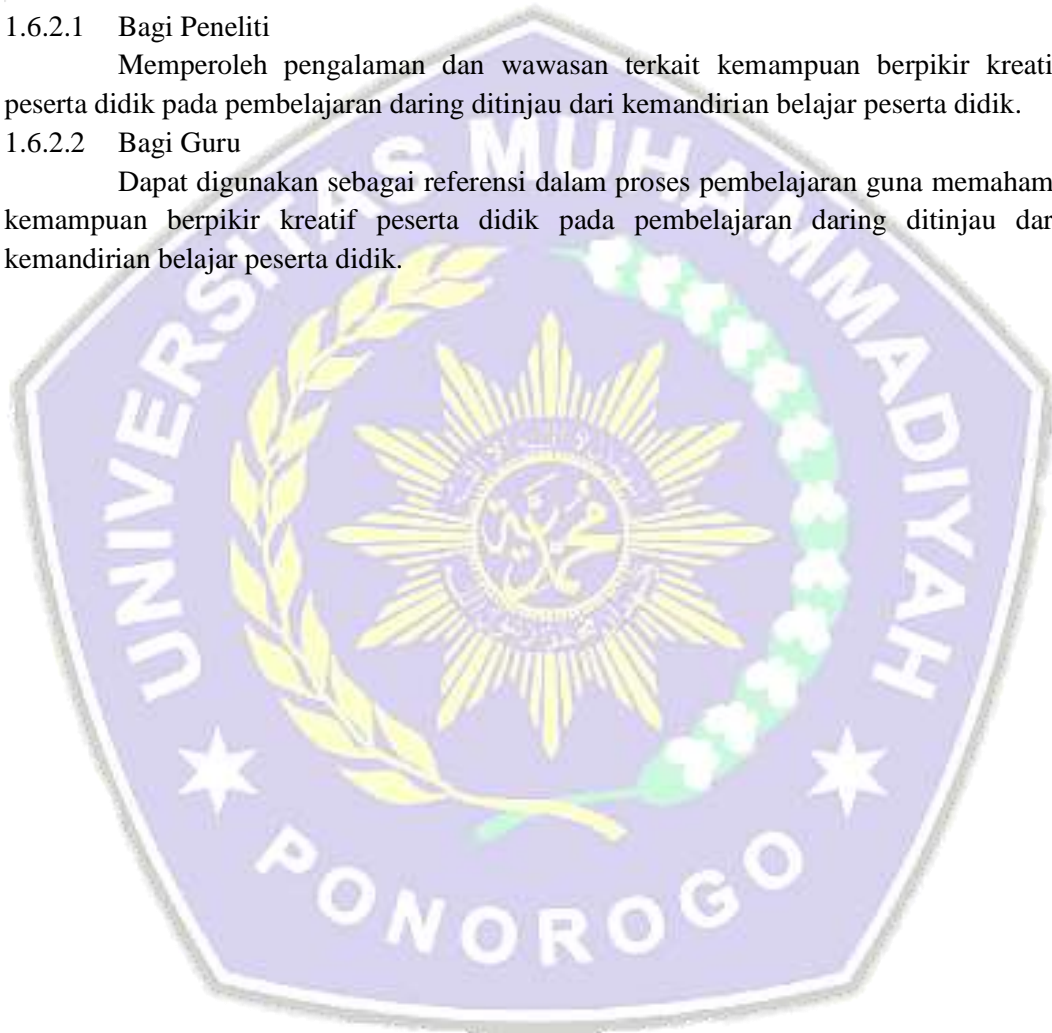 1.6.2.1 Bagi Peneliti
Memperoleh pengalaman dan wawasan terkait kemampuan berpikir kreati
peserta didik pada pembelajaran daring ditinjau dari kemandirian belajar peserta didik.
1.6.2.2 Bagi Guru
Dapat digunakan sebagai referensi dalam proses pembelajaran guna memaham
kemampuan berpikir kreatif peserta didik pada pembelajaran daring ditinjau dar
kemandirian belajar peserta didik.
UNIVERSITAS MUHAMMADIYAH
PONOROGO